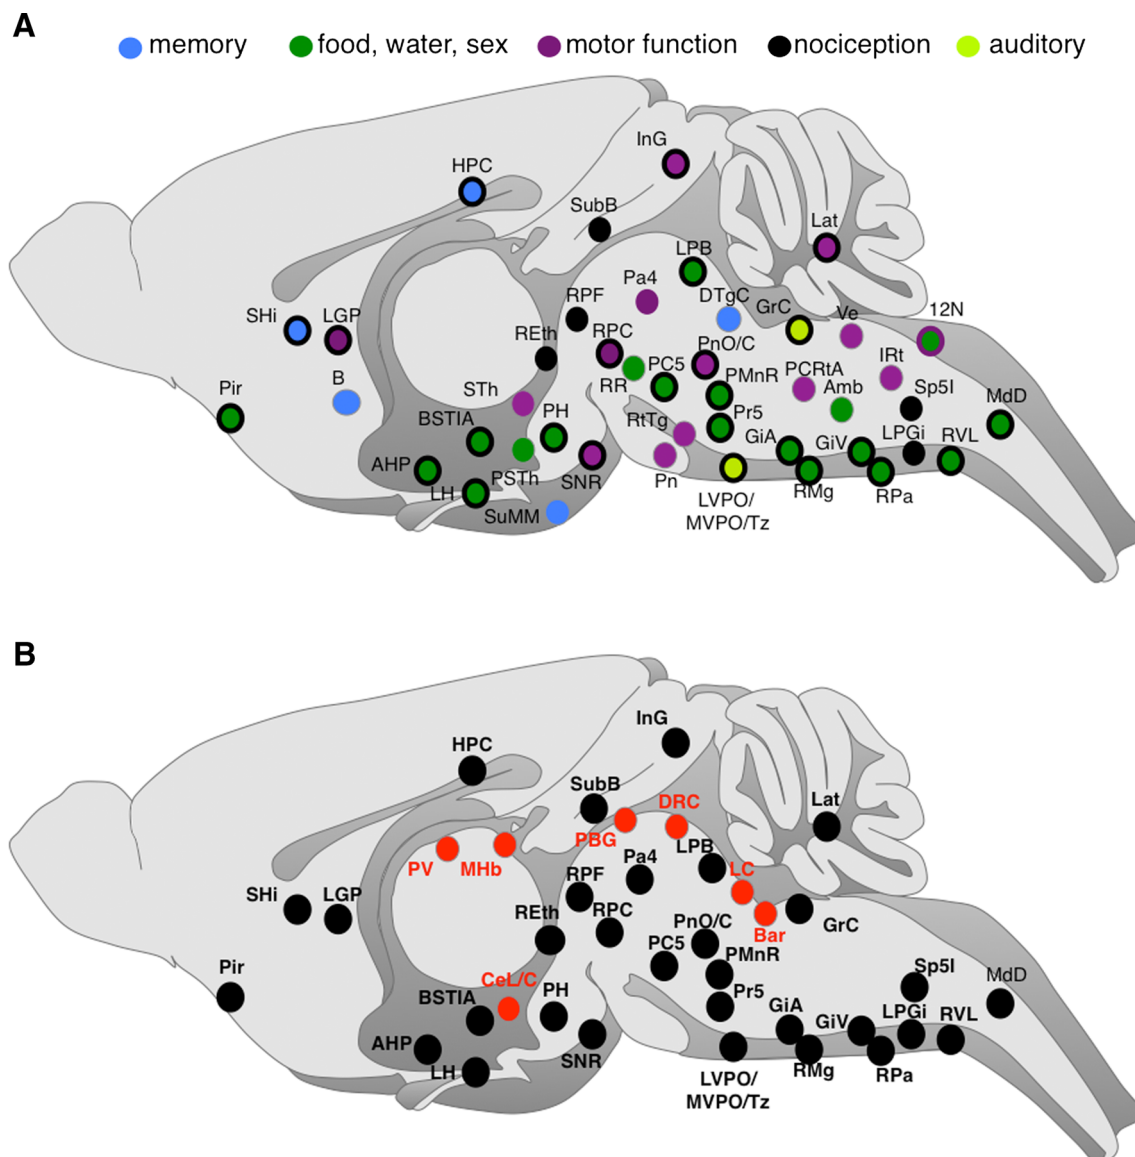 A
memory food, water, sex motor function nociception auditory
InG
HPC
SubB
Lat
LPB
Pa4
DTgC
GrC
Ve
12N
RPF
SHi
LGP
REth
RPC
PnO/C
IRt
B
RR
PC5
PMnR
PCRtA
Amb
Sp5I
MdD
Pir
STh
BSTIA
PH
RtTg
Pr5
GiA
GiV
LPGi
RVL
AHP
LH
PSTh
SNR
Pn
SuMM
LVPO/
MVPO/Tz
RMg
RPa
B
InG
HPC
SubB
DRC
Lat
PBG
PV
MHb
Pa4
LPB
LC
RPF
SHi
LGP
REth
RPC
PnO/C
Bar
GrC
PC5
PMnR
Sp5I
MdD
Pir
CeL/C
BSTIA
PH
Pr5
GiA
GiV
LPGi
RVL
AHP
LH
SNR
LVPO/
MVPO/Tz
RMg
RPa